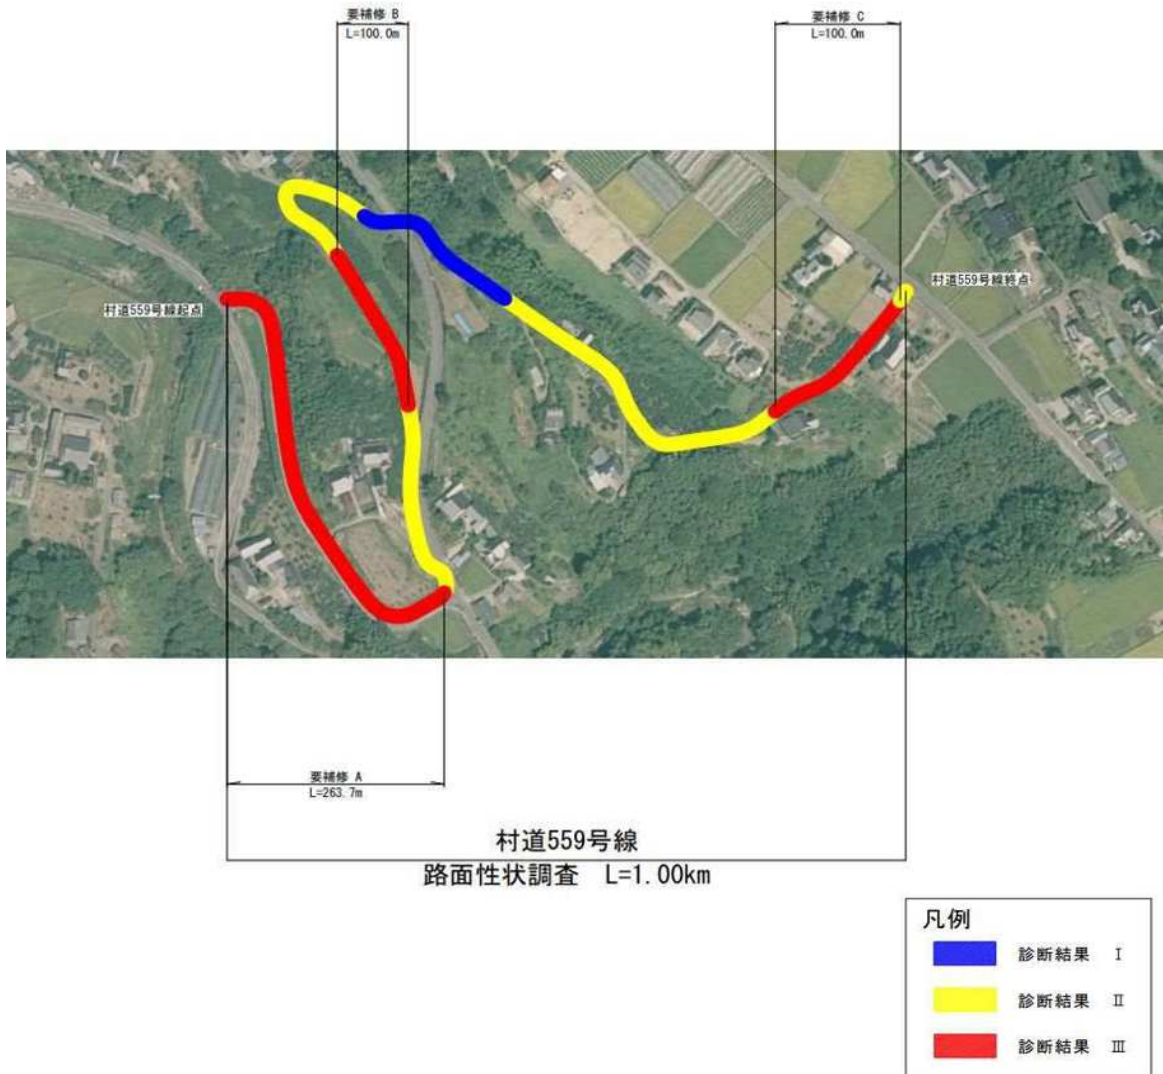 要補修 B
L=100.0m
要補修 C
L=100.0m
村道559号線起点
村道559号線終点
要補修 A
L=263.7m
村道559号線
路面性状調査 L=1.00km
凡例
診断結果 Ⅰ
診断結果 Ⅱ
診断結果 Ⅲ